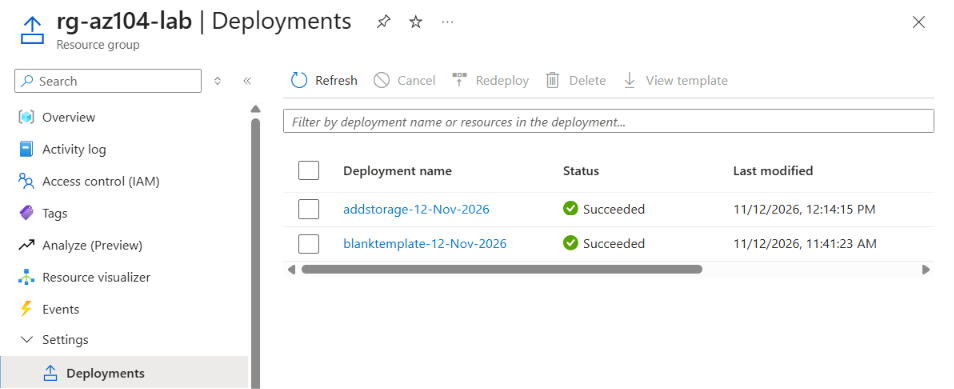 rg-az104-lab | Deployments
Resource group
Search
Refresh Cancel Redeploy Delete View template
Overview
Activity log
Access control (IAM)
Tags
Analyze (Preview)
Resource visualizer
Events
Settings
Deployments
Filter by deployment name or resources in the deployment...
Deployment name Status Last modified
addstorage-12-Nov-2026 Succeeded 11/12/2026, 12:14:15 PM
blanktemplate-12-Nov-2026 Succeeded 11/12/2026, 11:41:23 AM